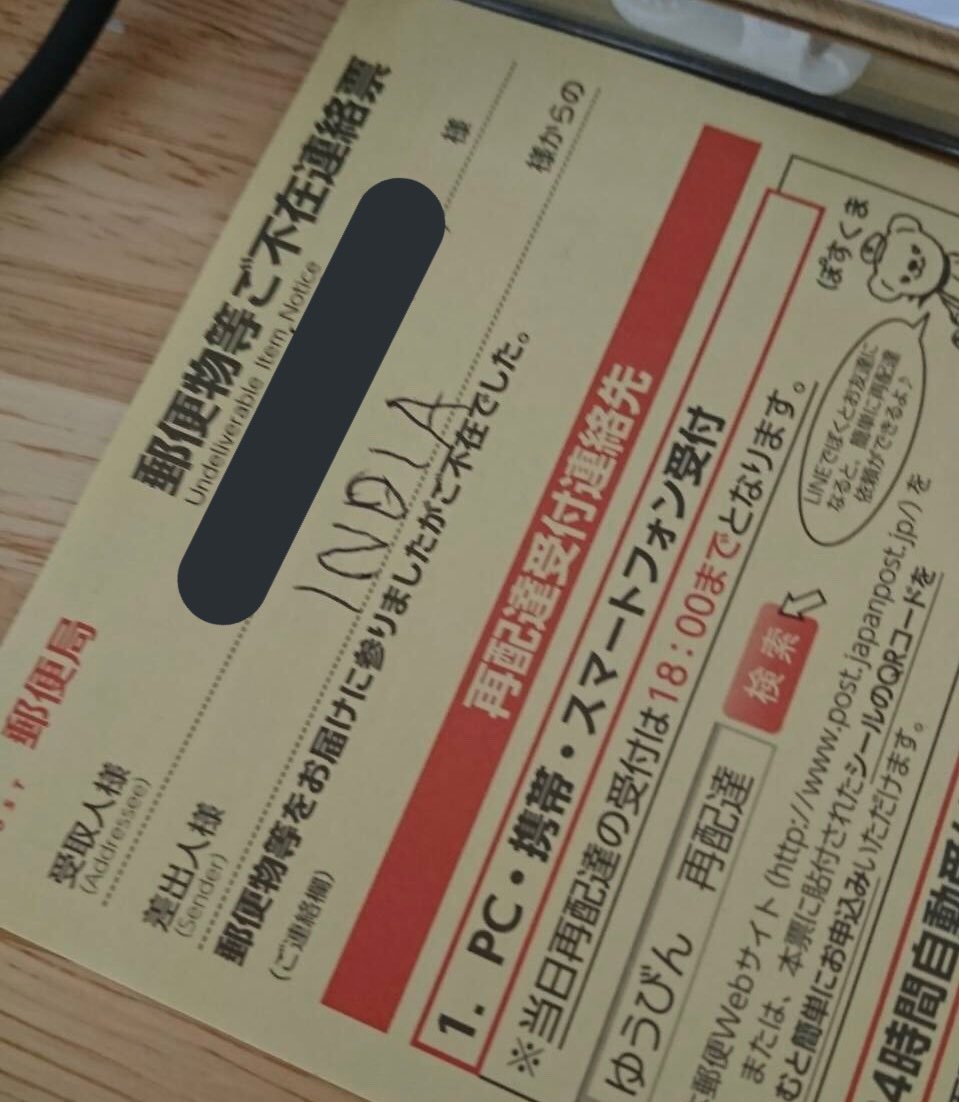 郵便局
郵便物等ご不在連絡票
Undeliverable Item Notice
受取人様
(Addressee)
様
差出人様
(Sender)
INDIA
様からの
郵便物等をお届けに参りましたがご不在でした。
(ご連絡欄)
再配達受付連絡先
1. PC・携帯・スマートフォン受付
※当日再配達の受付は18:00までとなります。
ゆうびん 再配達
検索
ぽすくま
LINEでぼくとお友達に
なると、簡単に再配達
依頼ができるよ♪
郵便Webサイト(http://www.post.japanpost.jp/)を
または、本票に貼付されたシールのQRコードを
むと簡単にお申込みいただけます。
4時間自動受